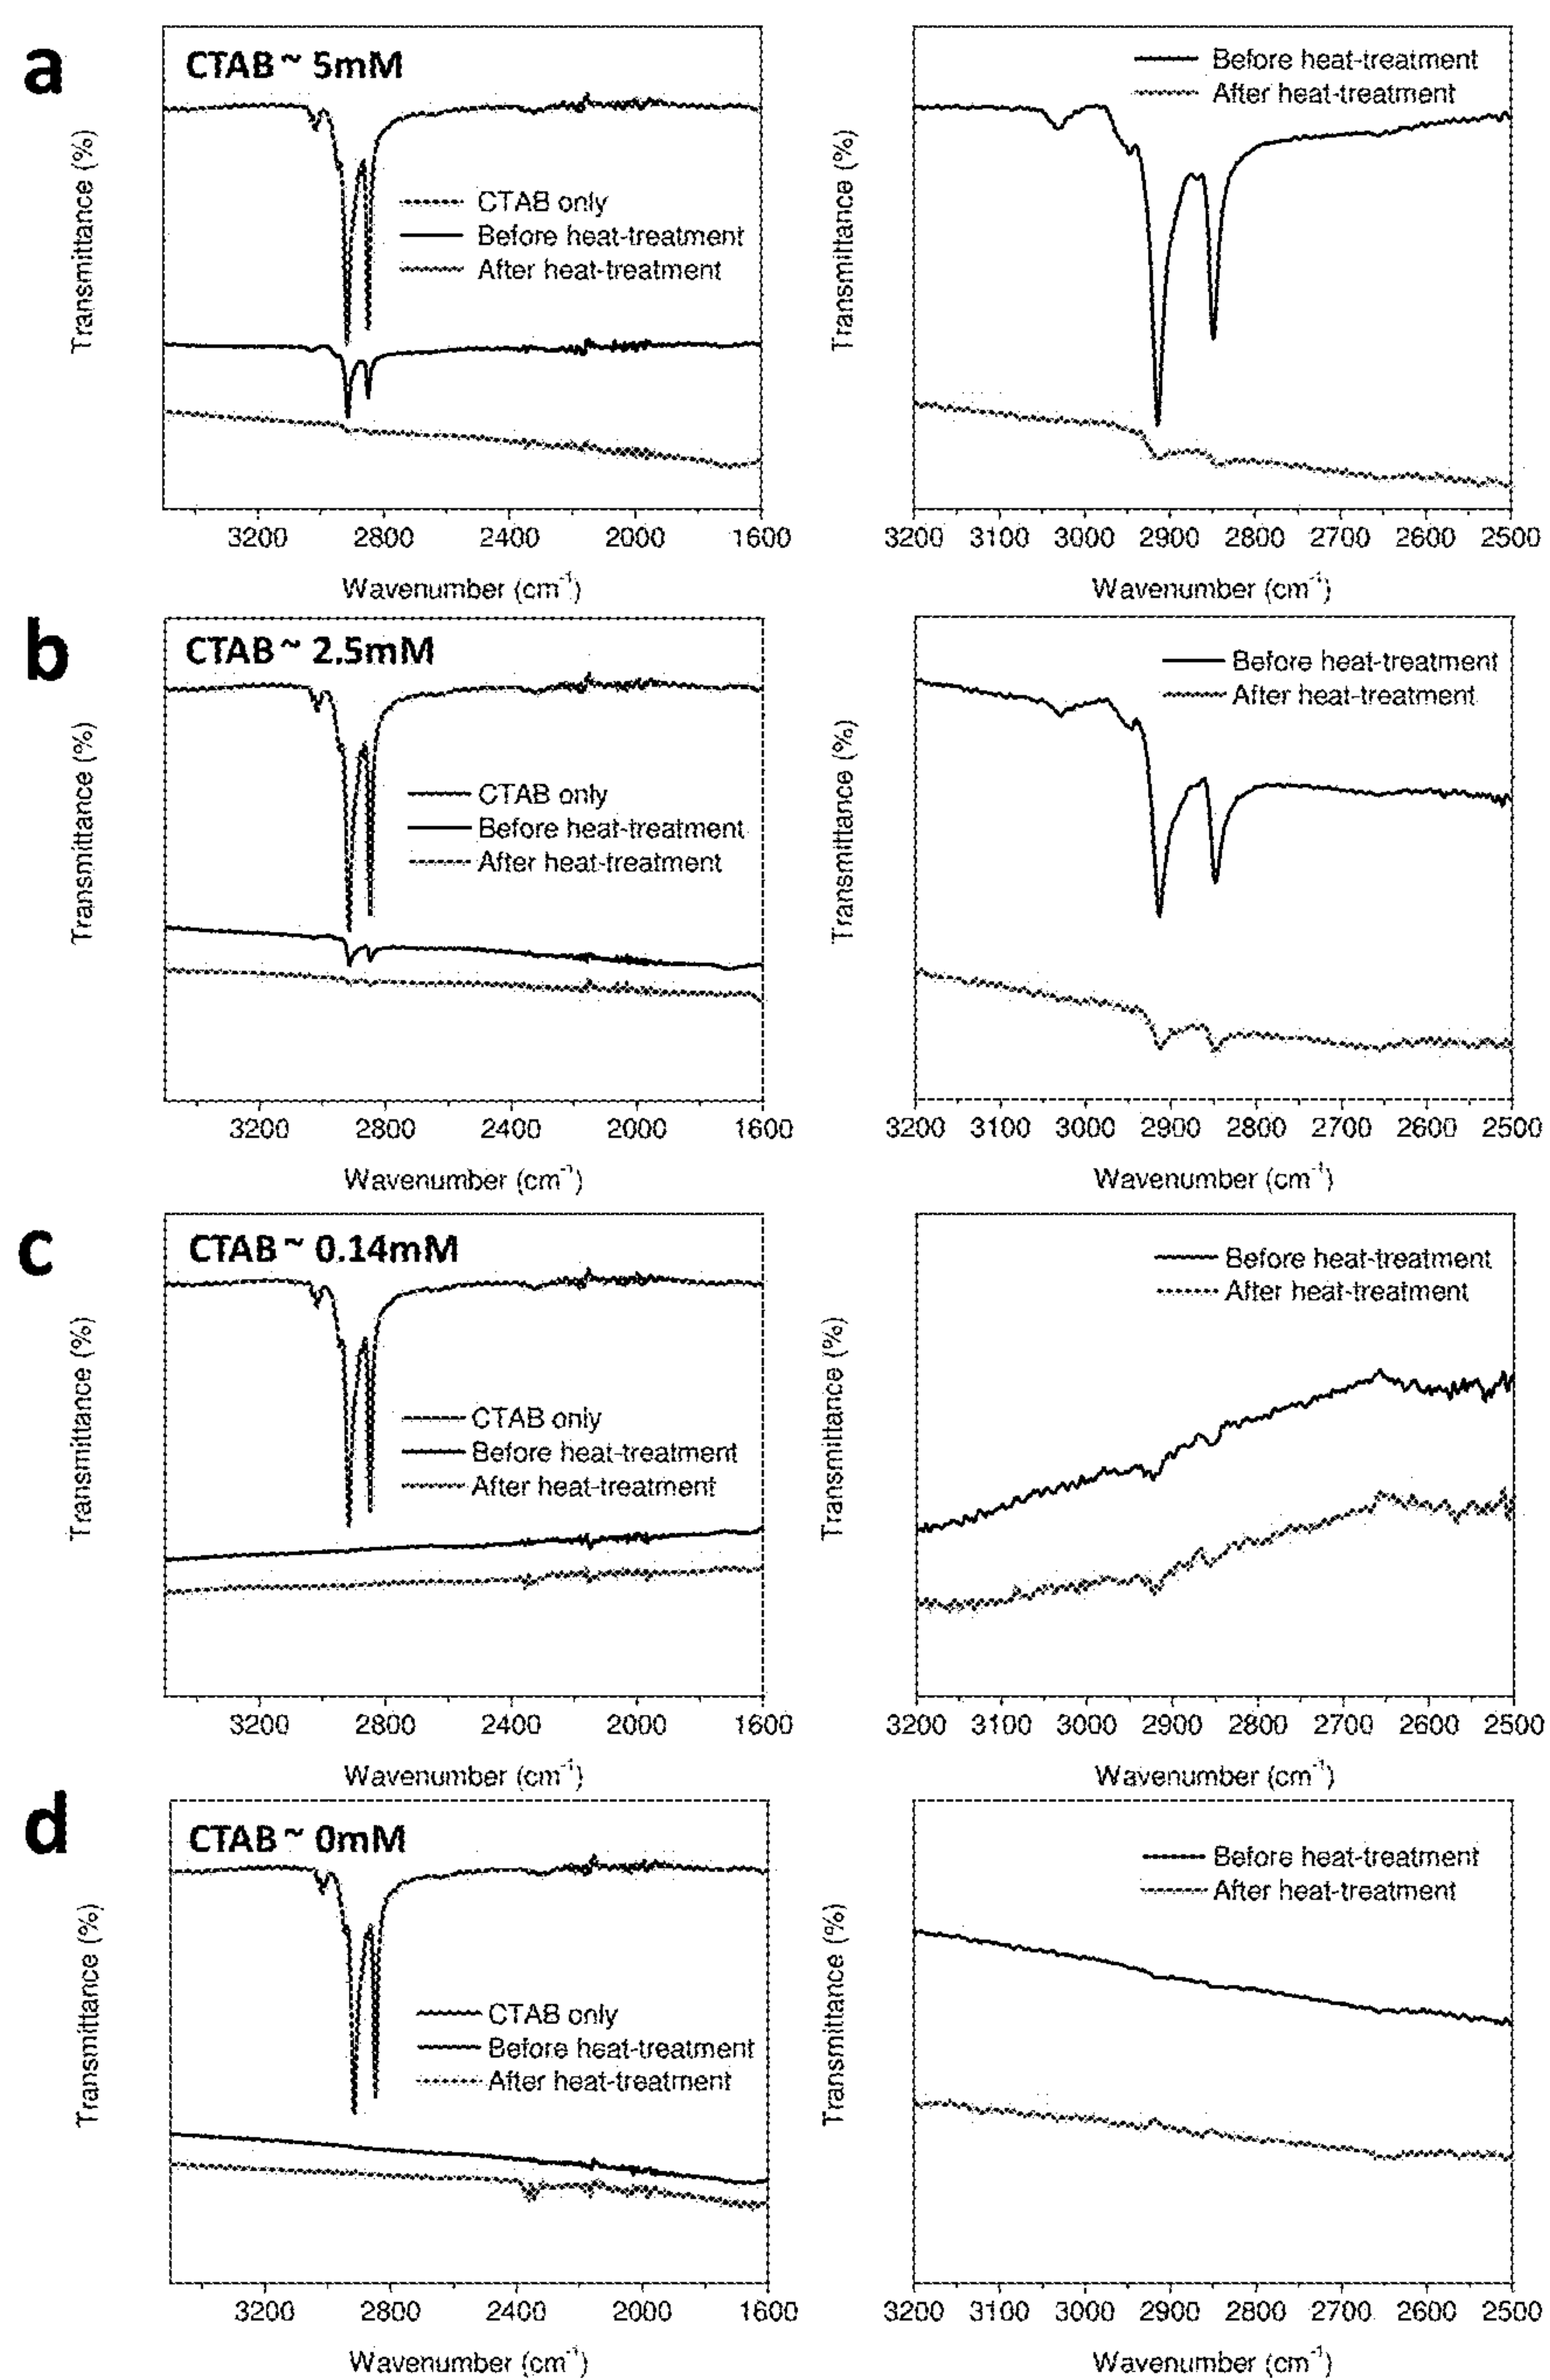 a
CTAB ~ 5mM
Transmittance (%)
CTAB only
Before heat-treatment
After heat-treatment
3200 2800 2400 2000 1600
Wavenumber (cm⁻¹)
Transmittance (%)
Before heat-treatment
After heat-treatment
3200 3100 3000 2900 2800 2700 2600 2500
Wavenumber (cm⁻¹)
b
CTAB ~ 2.5mM
Transmittance (%)
CTAB only
Before heat-treatment
After heat-treatment
3200 2800 2400 2000 1600
Wavenumber (cm⁻¹)
Transmittance (%)
Before heat-treatment
After heat-treatment
3200 3100 3000 2900 2800 2700 2600 2500
Wavenumber (cm⁻¹)
c
CTAB ~ 0.14mM
Transmittance (%)
CTAB only
Before heat-treatment
After heat-treatment
3200 2800 2400 2000 1600
Wavenumber (cm⁻¹)
Transmittance (%)
Before heat-treatment
After heat-treatment
3200 3100 3000 2900 2800 2700 2600 2500
Wavenumber (cm⁻¹)
d
CTAB ~ 0mM
Transmittance (%)
CTAB only
Before heat-treatment
After heat-treatment
3200 2800 2400 2000 1600
Wavenumber (cm⁻¹)
Transmittance (%)
Before heat-treatment
After heat-treatment
3200 3100 3000 2900 2800 2700 2600 2500
Wavenumber (cm⁻¹)